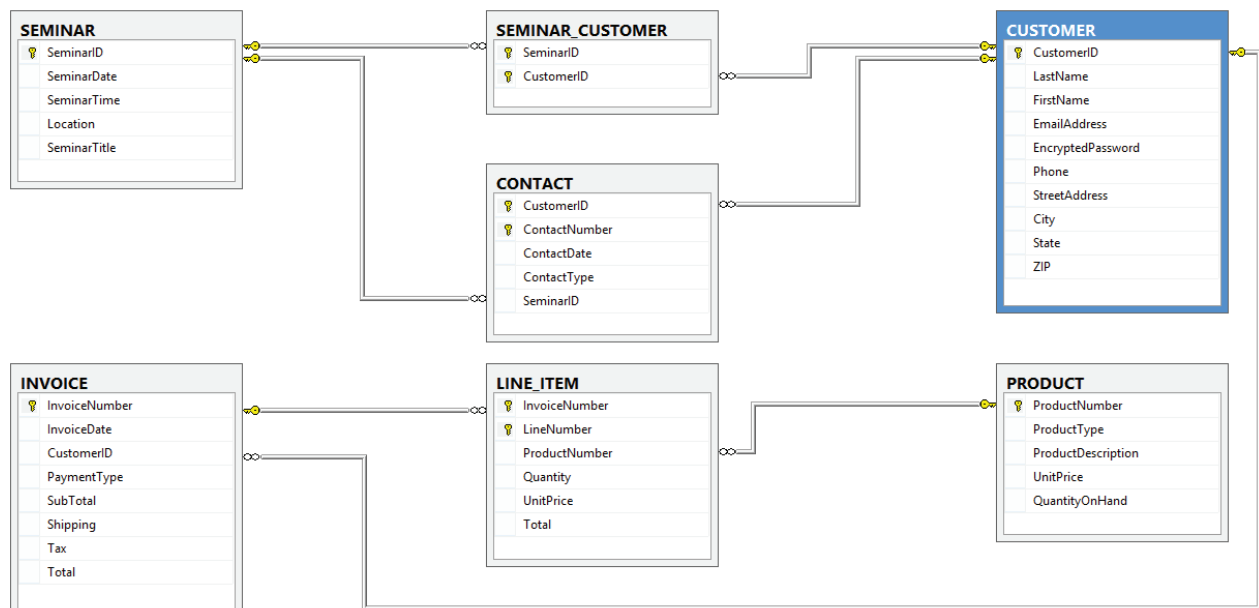 SEMINAR
SeminarID
SeminarDate
SeminarTime
Location
SeminarTitle
SEMINAR_CUSTOMER
SeminarID
CustomerID
CUSTOMER
CustomerID
LastName
FirstName
EmailAddress
EncryptedPassword
Phone
StreetAddress
City
State
ZIP
CONTACT
CustomerID
ContactNumber
ContactDate
ContactType
SeminarID
INVOICE
InvoiceNumber
InvoiceDate
CustomerID
PaymentType
SubTotal
Shipping
Tax
Total
LINE_ITEM
InvoiceNumber
LineNumber
ProductNumber
Quantity
UnitPrice
Total
PRODUCT
ProductNumber
ProductType
ProductDescription
UnitPrice
QuantityOnHand